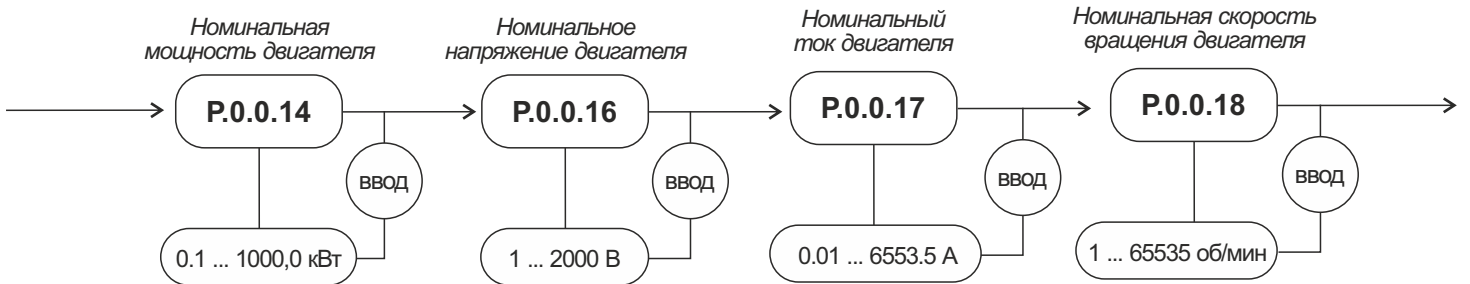 Номинальная
мощность двигателя
Номинальное
напряжение двигателя
Номинальный
ток двигателя
Номинальная скорость
вращения двигателя
P.0.0.14
P.0.0.16
P.0.0.17
P.0.0.18
ВВОД
ВВОД
ВВОД
ВВОД
0.1 ... 1000,0 кВт
1 ... 2000 В
0.01 ... 6553.5 А
1 ... 65535 об/мин